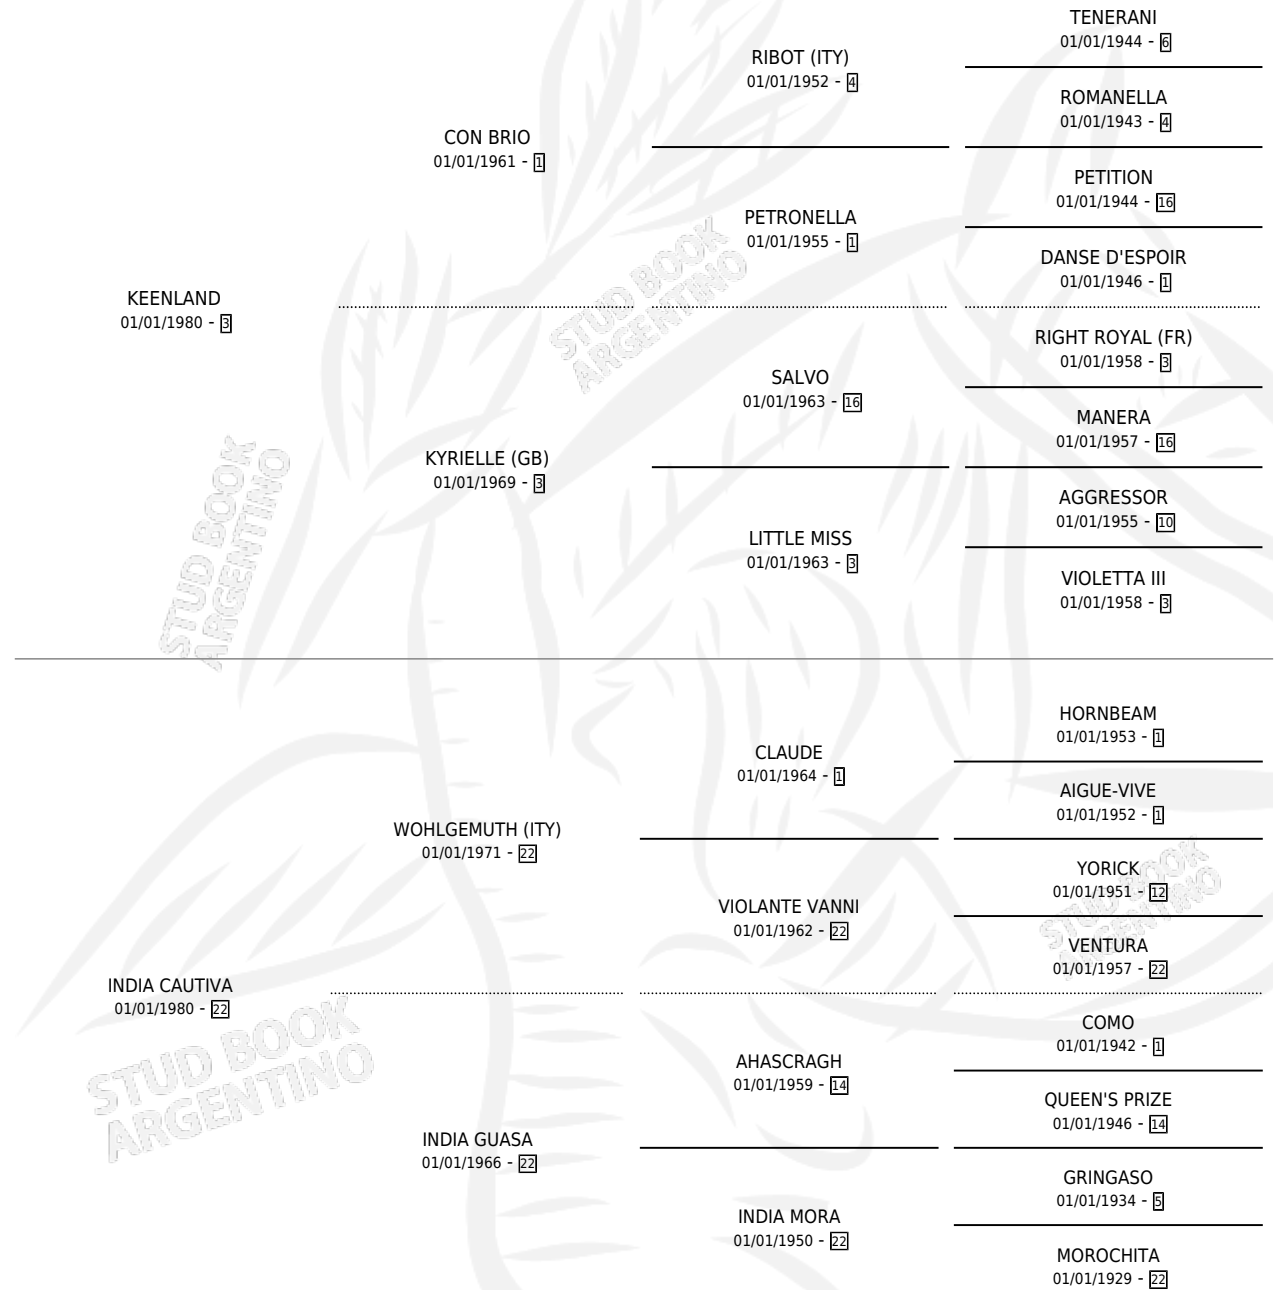 TENERANI
01/01/1944 - 6
RIBOT (ITY)
01/01/1952 - 4
ROMANELLA
01/01/1943 - 4
CON BRIO
01/01/1961 - 1
PETITION
01/01/1944 - 16
PETRONELLA
01/01/1955 - 1
DANSE D'ESPOIR
01/01/1946 - 1
KEENLAND
01/01/1980 - 3
RIGHT ROYAL (FR)
01/01/1958 - 3
SALVO
01/01/1963 - 16
MANERA
01/01/1957 - 16
KYRIELLE (GB)
01/01/1969 - 3
AGGRESSOR
01/01/1955 - 10
LITTLE MISS
01/01/1963 - 3
VIOLETTA III
01/01/1958 - 3
HORNBEAM
01/01/1953 - 1
CLAUDE
01/01/1964 - 1
AIGUE-VIVE
01/01/1952 - 1
WOHLGEMUTH (ITY)
01/01/1971 - 22
YORICK
01/01/1951 - 12
VIOLANTE VANNI
01/01/1962 - 22
VENTURA
01/01/1957 - 22
INDIA CAUTIVA
01/01/1980 - 22
COMO
01/01/1942 - 1
AHASCRAGH
01/01/1959 - 14
QUEEN'S PRIZE
01/01/1946 - 14
INDIA GUASA
01/01/1966 - 22
GRINGASO
01/01/1934 - 5
INDIA MORA
01/01/1950 - 22
MOROCHITA
01/01/1929 - 22
STUD BOOK
ARGENTINO
STUD BOOK
ARGENTINO
STUD BOOK
ARGENTINO
STUD BOOK
ARGENTINO